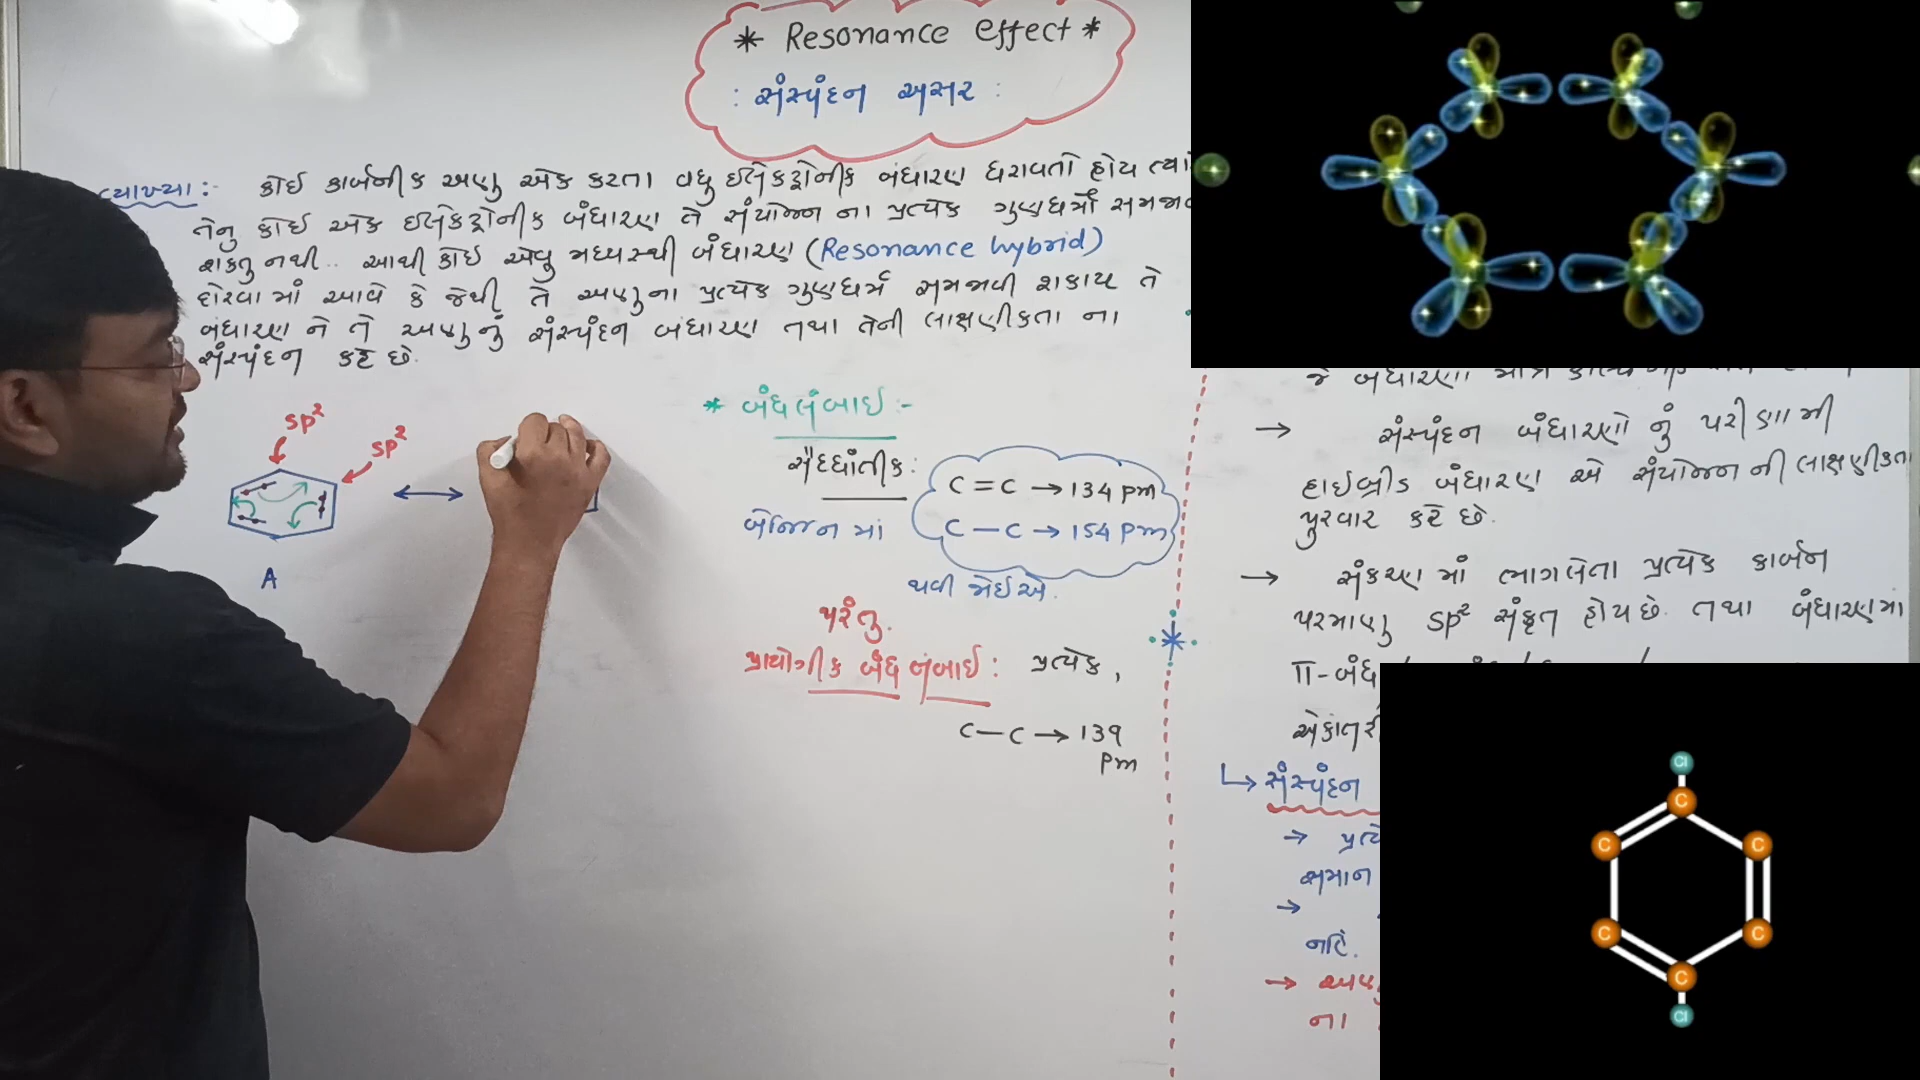 * Resonance effect *
: સંસ્પંદન અસર :
વ્યાખ્યા :- કોઈ કાર્બનીક અણુ એક કરતા વધુ ઈલેક્ટ્રોનીક બંધારણ ધરાવતો હોય
તેનુ કોઈ એક ઈલેક્ટ્રોનીક બંધારણ તે સંયોજન ના પ્રત્યેક ગુણધર્મો
શકતુ નથી.. આથી કોઈ એવુ મધ્યસ્થી બંધારણ (Resonance hybrid)
દોરવા માં આવે કે જેથી તે અણુના પ્રત્યેક ગુણધર્મ સમજાવી શકાય તે
બંધારણ ને તે અણુનું સંસ્પંદન બંધારણ તથા તેની લાક્ષણીકતા ના
સંસ્પંદન કહે છે.
sp²
sp²
A
* બંધલંબાઈ :-
સૈદ્ધાંતીક :
C = C → 134 pm
બેન્જિન માં
C — C → 154 pm
થવી જોઈએ.
પરંતુ.
પ્રાયોગીક બંધ લંબાઈ : પ્રત્યેક,
C — C → 139
pm
→ સંસ્પંદન બંધારણો નું પરીણામી
હાઈબ્રીડ બંધારણ એ સંયોજન ની લાક્ષણીકતા
પુરવાર કરે છે.
→ સંકરણ માં ભાગલેતા પ્રત્યેક કાર્બન
પરમાણુ sp² સંકૃત હોય છે. તથા બંધારણમાં
π-બંધ
↳ સંસ્પંદન
→
સમાન
→
નહિં.
→
ના
Cl
C
C
C
C
C
C
Cl